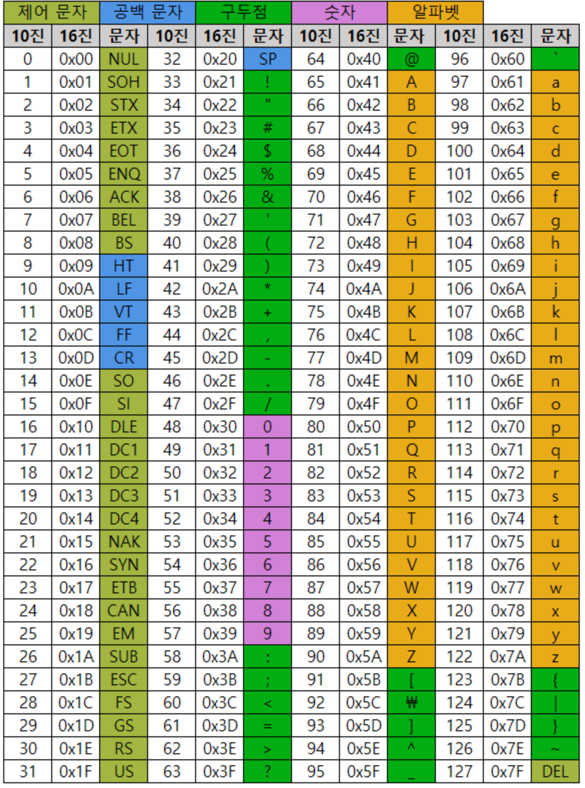 제어 문자 공백 문자 구두점 숫자 알파벳
10진 16진 문자 10진 16진 문자 10진 16진 문자 10진 16진 문자
0 0x00 NUL 32 0x20 SP 64 0x40 @ 96 0x60 `
1 0x01 SOH 33 0x21 ! 65 0x41 A 97 0x61 a
2 0x02 STX 34 0x22 " 66 0x42 B 98 0x62 b
3 0x03 ETX 35 0x23 # 67 0x43 C 99 0x63 c
4 0x04 EOT 36 0x24 $ 68 0x44 D 100 0x64 d
5 0x05 ENQ 37 0x25 % 69 0x45 E 101 0x65 e
6 0x06 ACK 38 0x26 & 70 0x46 F 102 0x66 f
7 0x07 BEL 39 0x27 ' 71 0x47 G 103 0x67 g
8 0x08 BS 40 0x28 ( 72 0x48 H 104 0x68 h
9 0x09 HT 41 0x29 ) 73 0x49 I 105 0x69 i
10 0x0A LF 42 0x2A * 74 0x4A J 106 0x6A j
11 0x0B VT 43 0x2B + 75 0x4B K 107 0x6B k
12 0x0C FF 44 0x2C , 76 0x4C L 108 0x6C l
13 0x0D CR 45 0x2D - 77 0x4D M 109 0x6D m
14 0x0E SO 46 0x2E . 78 0x4E N 110 0x6E n
15 0x0F SI 47 0x2F / 79 0x4F O 111 0x6F o
16 0x10 DLE 48 0x30 0 80 0x50 P 112 0x70 p
17 0x11 DC1 49 0x31 1 81 0x51 Q 113 0x71 q
18 0x12 DC2 50 0x32 2 82 0x52 R 114 0x72 r
19 0x13 DC3 51 0x33 3 83 0x53 S 115 0x73 s
20 0x14 DC4 52 0x34 4 84 0x54 T 116 0x74 t
21 0x15 NAK 53 0x35 5 85 0x55 U 117 0x75 u
22 0x16 SYN 54 0x36 6 86 0x56 V 118 0x76 v
23 0x17 ETB 55 0x37 7 87 0x57 W 119 0x77 w
24 0x18 CAN 56 0x38 8 88 0x58 X 120 0x78 x
25 0x19 EM 57 0x39 9 89 0x59 Y 121 0x79 y
26 0x1A SUB 58 0x3A : 90 0x5A Z 122 0x7A z
27 0x1B ESC 59 0x3B ; 91 0x5B [ 123 0x7B {
28 0x1C FS 60 0x3C < 92 0x5C ₩ 124 0x7C |
29 0x1D GS 61 0x3D = 93 0x5D ] 125 0x7D }
30 0x1E RS 62 0x3E > 94 0x5E ^ 126 0x7E ~
31 0x1F US 63 0x3F ? 95 0x5F _ 127 0x7F DEL